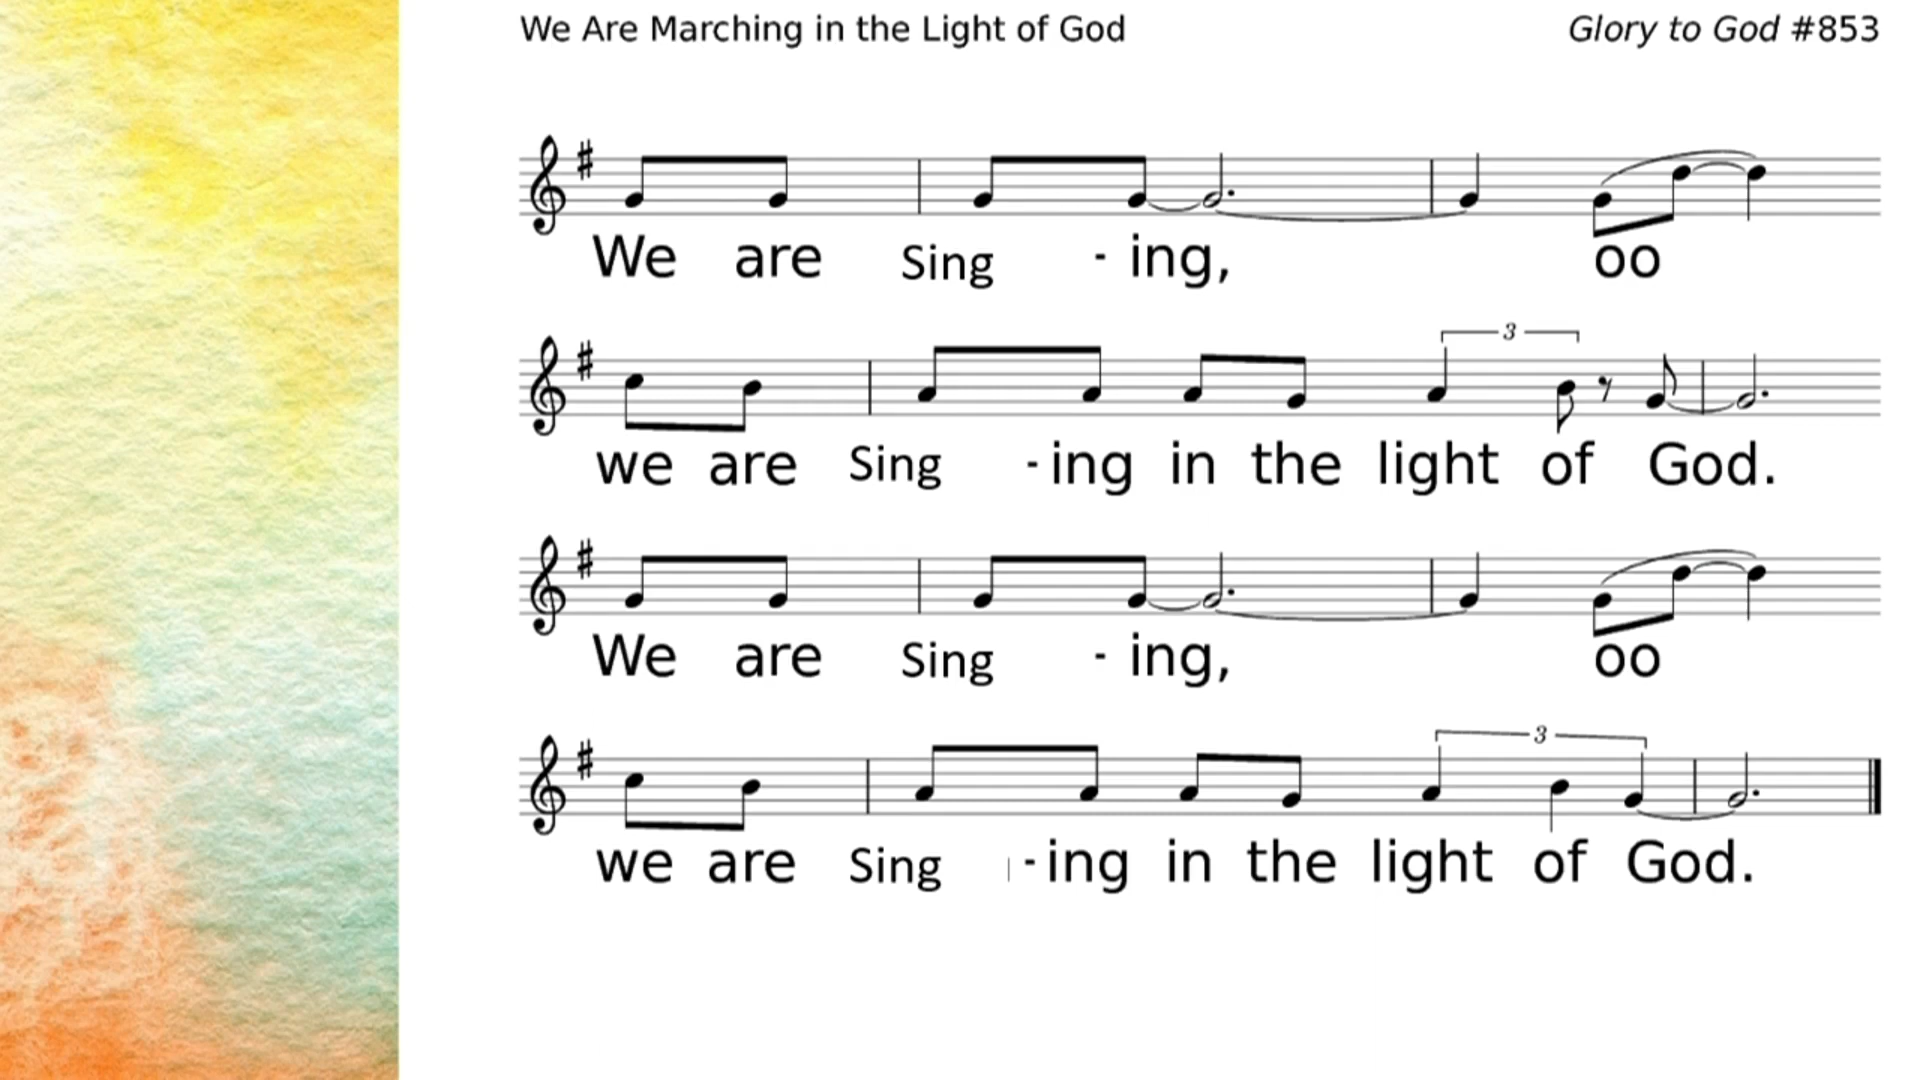 We Are Marching in the Light of God Glory to God #853
We are Sing - ing, oo
3
we are Sing - ing in the light of God.
We are Sing - ing, oo
3
we are Sing - ing in the light of God.